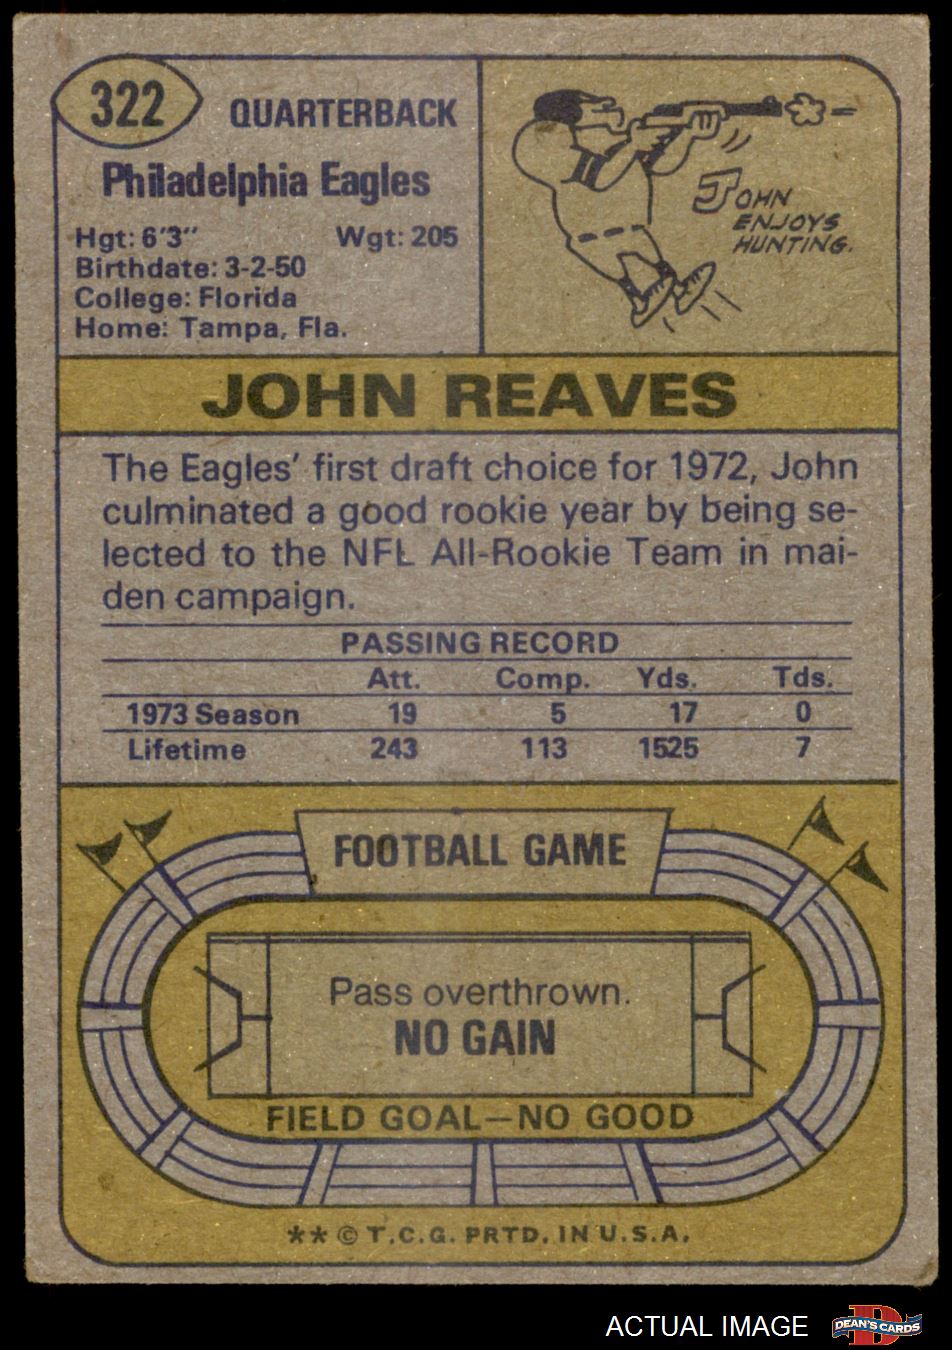 322
QUARTERBACK
Philadelphia Eagles
Hgt: 6'3" Wgt: 205
Birthdate: 3-2-50
College: Florida
Home: Tampa, Fla.
JOHN
ENJOYS
HUNTING.
JOHN REAVES
The Eagles' first draft choice for 1972, John
culminated a good rookie year by being se-
lected to the NFL All-Rookie Team in mai-
den campaign.
PASSING RECORD
Att. Comp. Yds. Tds.
1973 Season 19 5 17 0
Lifetime 243 113 1525 7
FOOTBALL GAME
Pass overthrown.
NO GAIN
FIELD GOAL—NO GOOD
** © T.C.G. PRTD. IN U.S.A.
ACTUAL IMAGE
D
DEAN'S CARDS